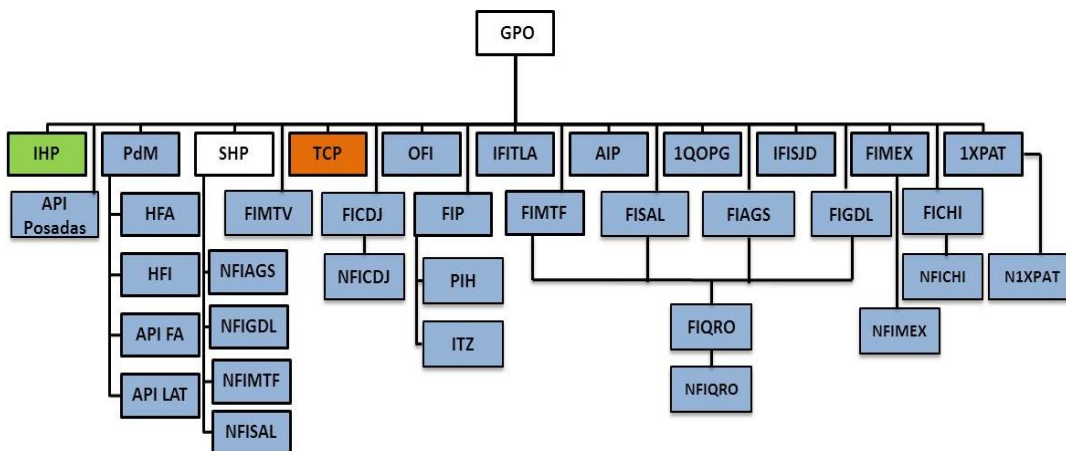 GPO
IHP
PdM
SHP
TCP
OFI
IFITLA
AIP
1QOPG
IFISJD
FIMEX
1XPAT
API
Posadas
HFA
FIMTV
FICDJ
FIP
FIMTF
FISAL
FIAGS
FIGDL
FICHI
HFI
NFIAGS
NFICDJ
PIH
NFICHI
N1XPAT
API FA
NFIGDL
ITZ
FIQRO
NFIMEX
API LAT
NFIMTF
NFIQRO
NFISAL